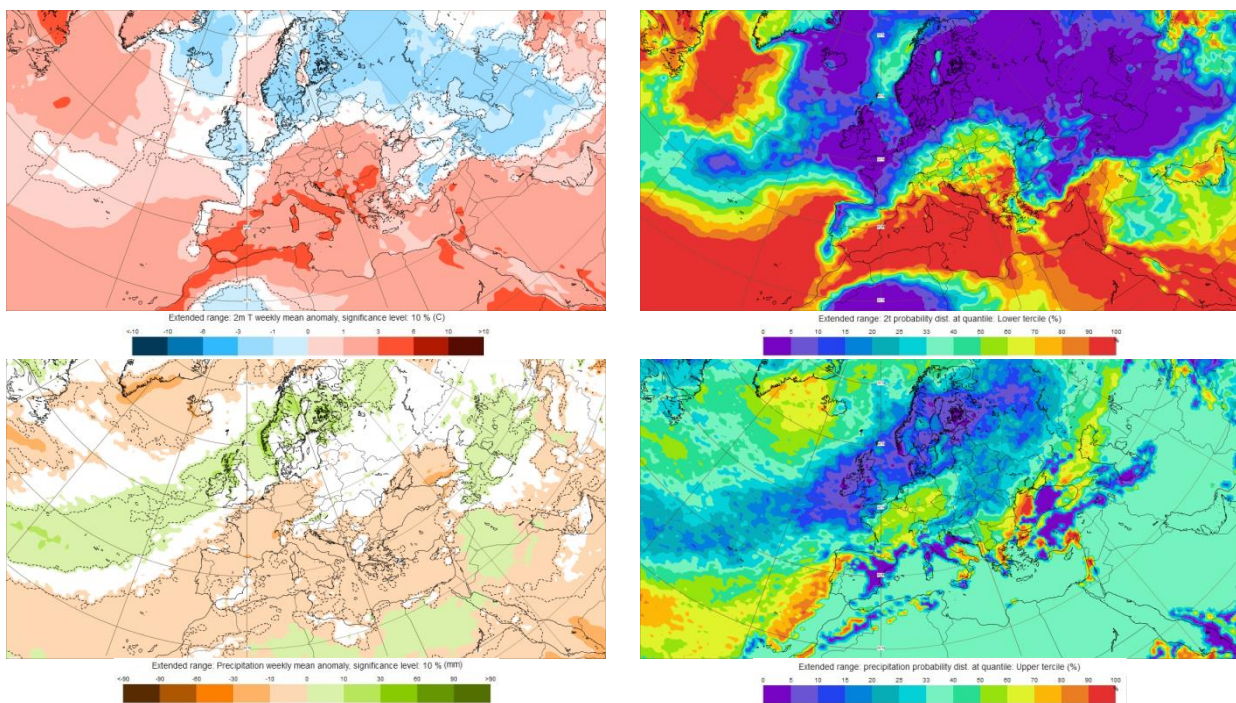 Extended range: 2m T weekly mean anomaly, significance level: 10 % (C)
<-10 -10 -6 -3 -1 0 1 3 6 10 >10
Extended range: 2t probability dist. at quantile: Lower tercile (%)
0 5 10 15 20 25 30 40 50 60 70 80 90 100
%
Extended range: Precipitation weekly mean anomaly, significance level: 10 % (mm)
<-90 -90 -60 -30 -10 0 10 30 60 90 >90
Extended range: precipitation probability dist. at quantile: Upper tercile (%)
0 5 10 15 20 25 30 40 50 60 70 80 90 100
%